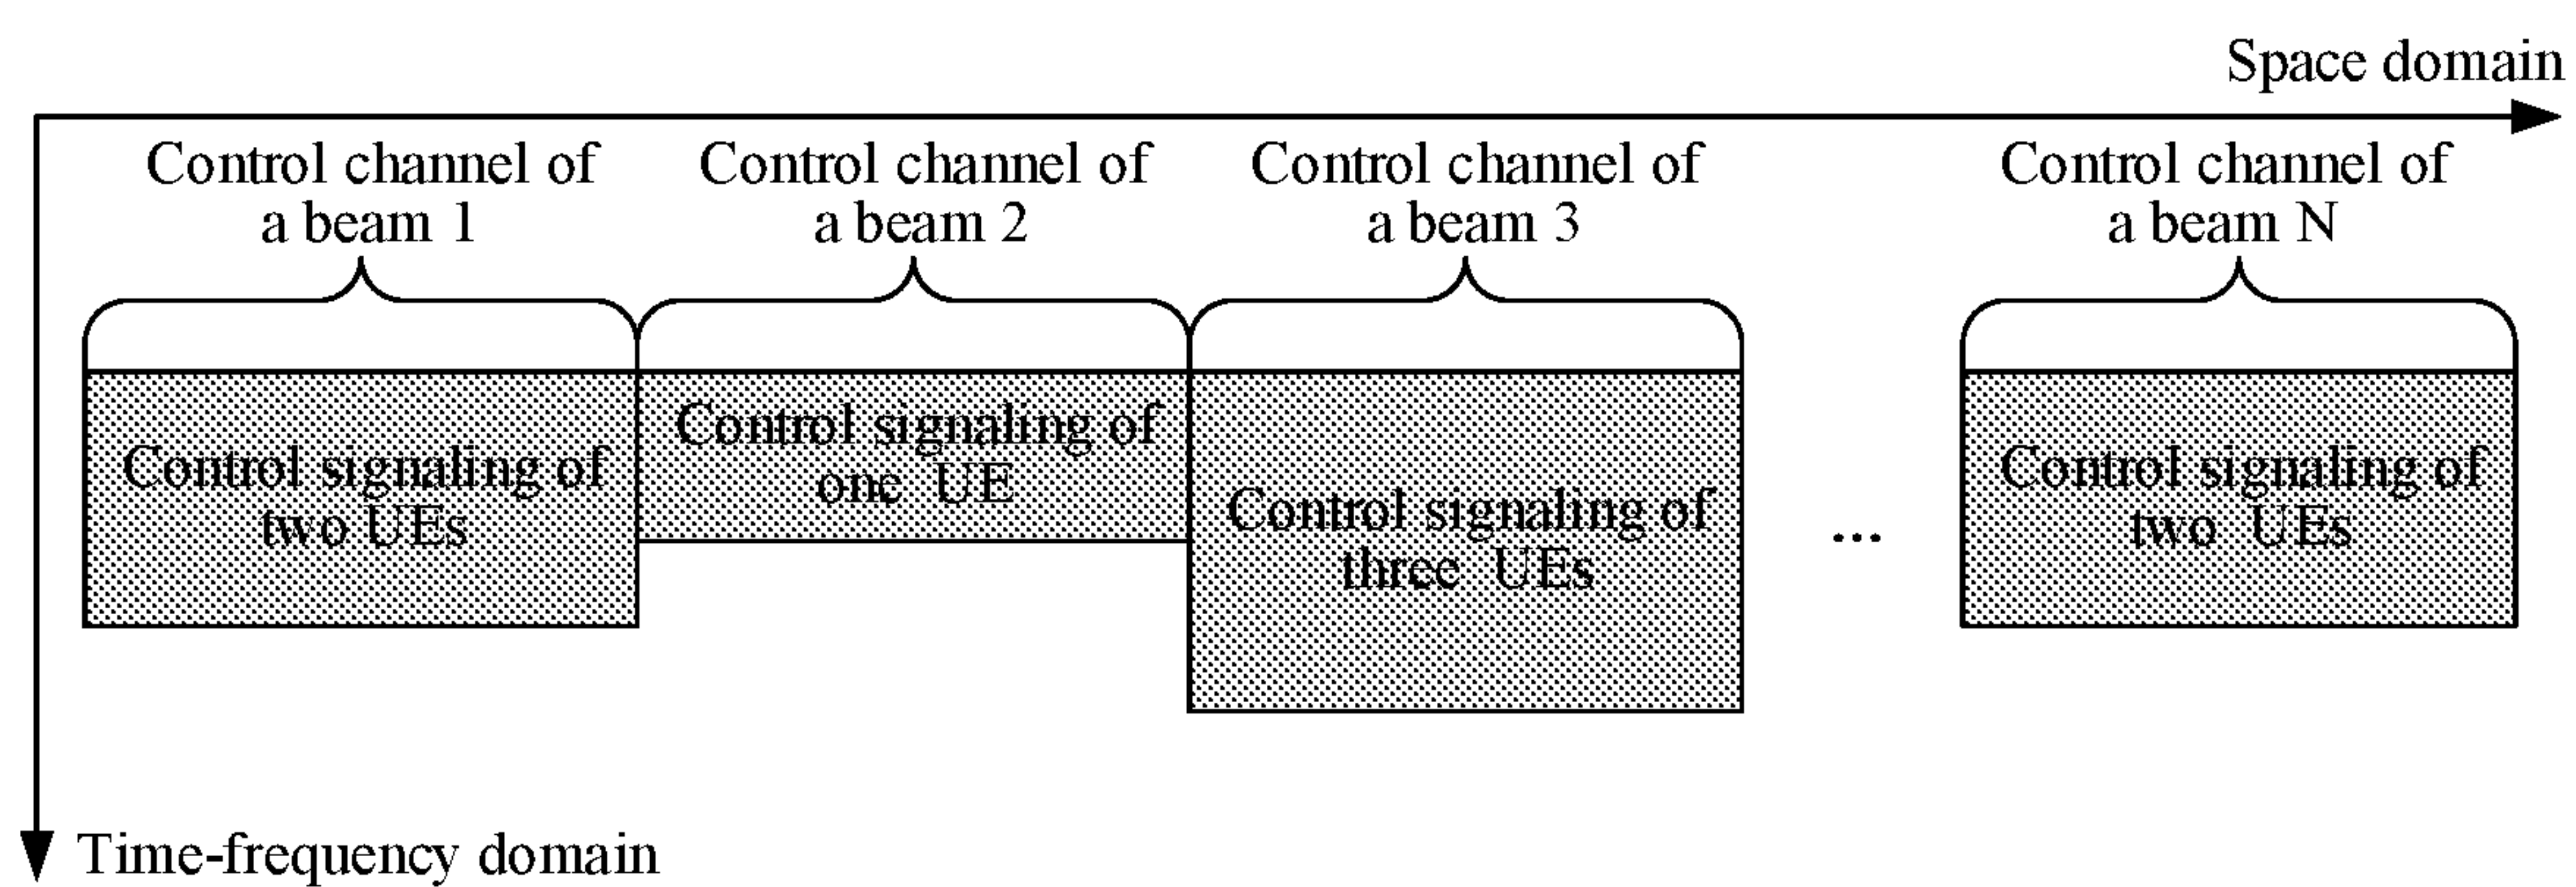 Space domain
Control channel of
a beam 1
Control channel of
a beam 2
Control channel of
a beam 3
Control channel of
a beam N
Control signaling of
two UEs
Control signaling of
one UE
Control signaling of
three UEs
...
Control signaling of
two UEs
Time-frequency domain